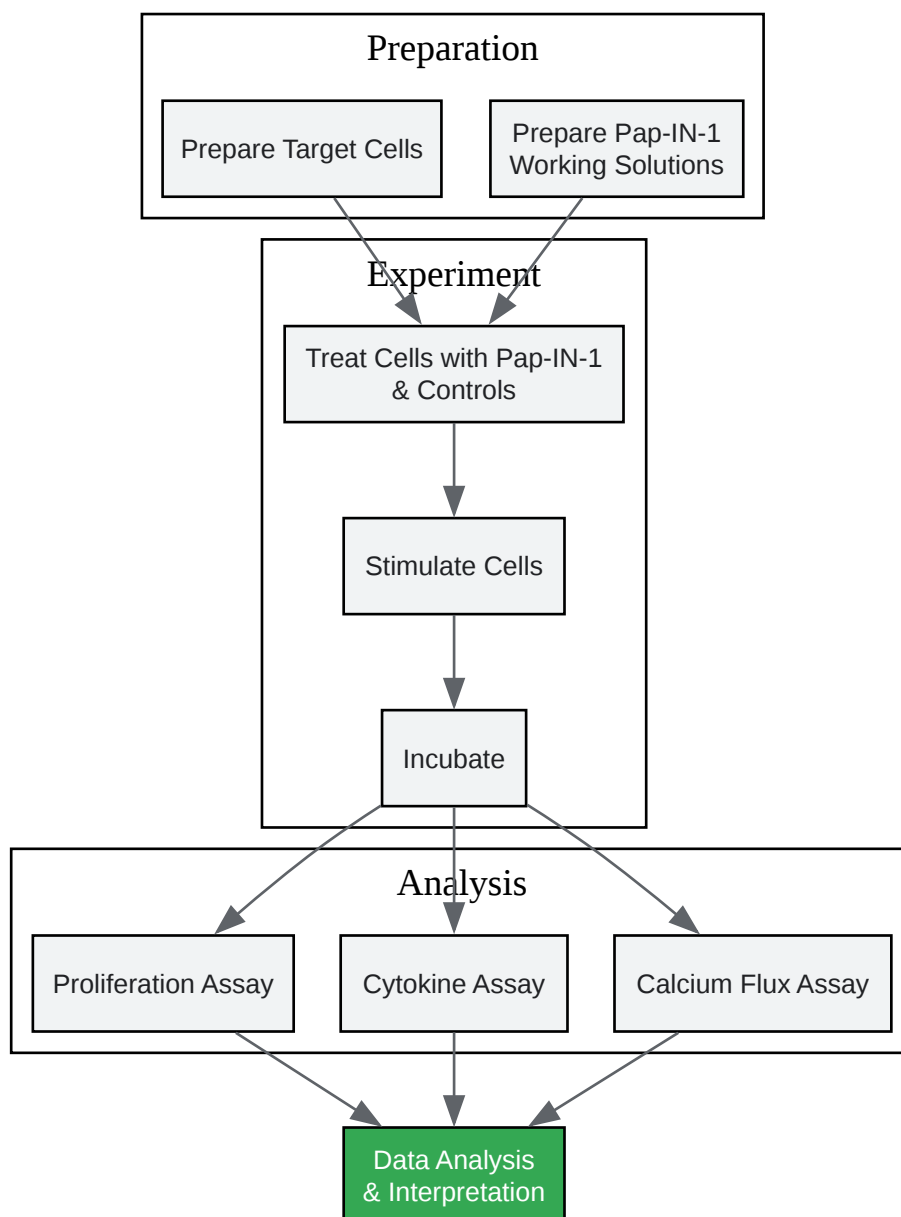 Preparation
Prepare Target Cells
Prepare Pap-IN-1
Working Solutions
Experiment
Treat Cells with Pap-IN-1
& Controls
Stimulate Cells
Incubate
Analysis
Proliferation Assay
Cytokine Assay
Calcium Flux Assay
Data Analysis
& Interpretation